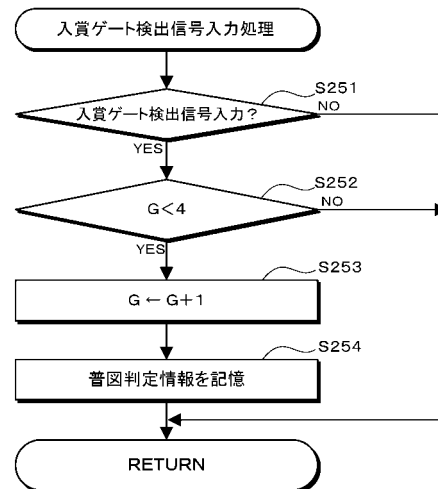 入賞ゲート検出信号入力処理
S251
入賞ゲート検出信号入力？
NO
YES
S252
G＜4
NO
YES
S253
G ← G＋1
S254
普図判定情報を記憶
RETURN